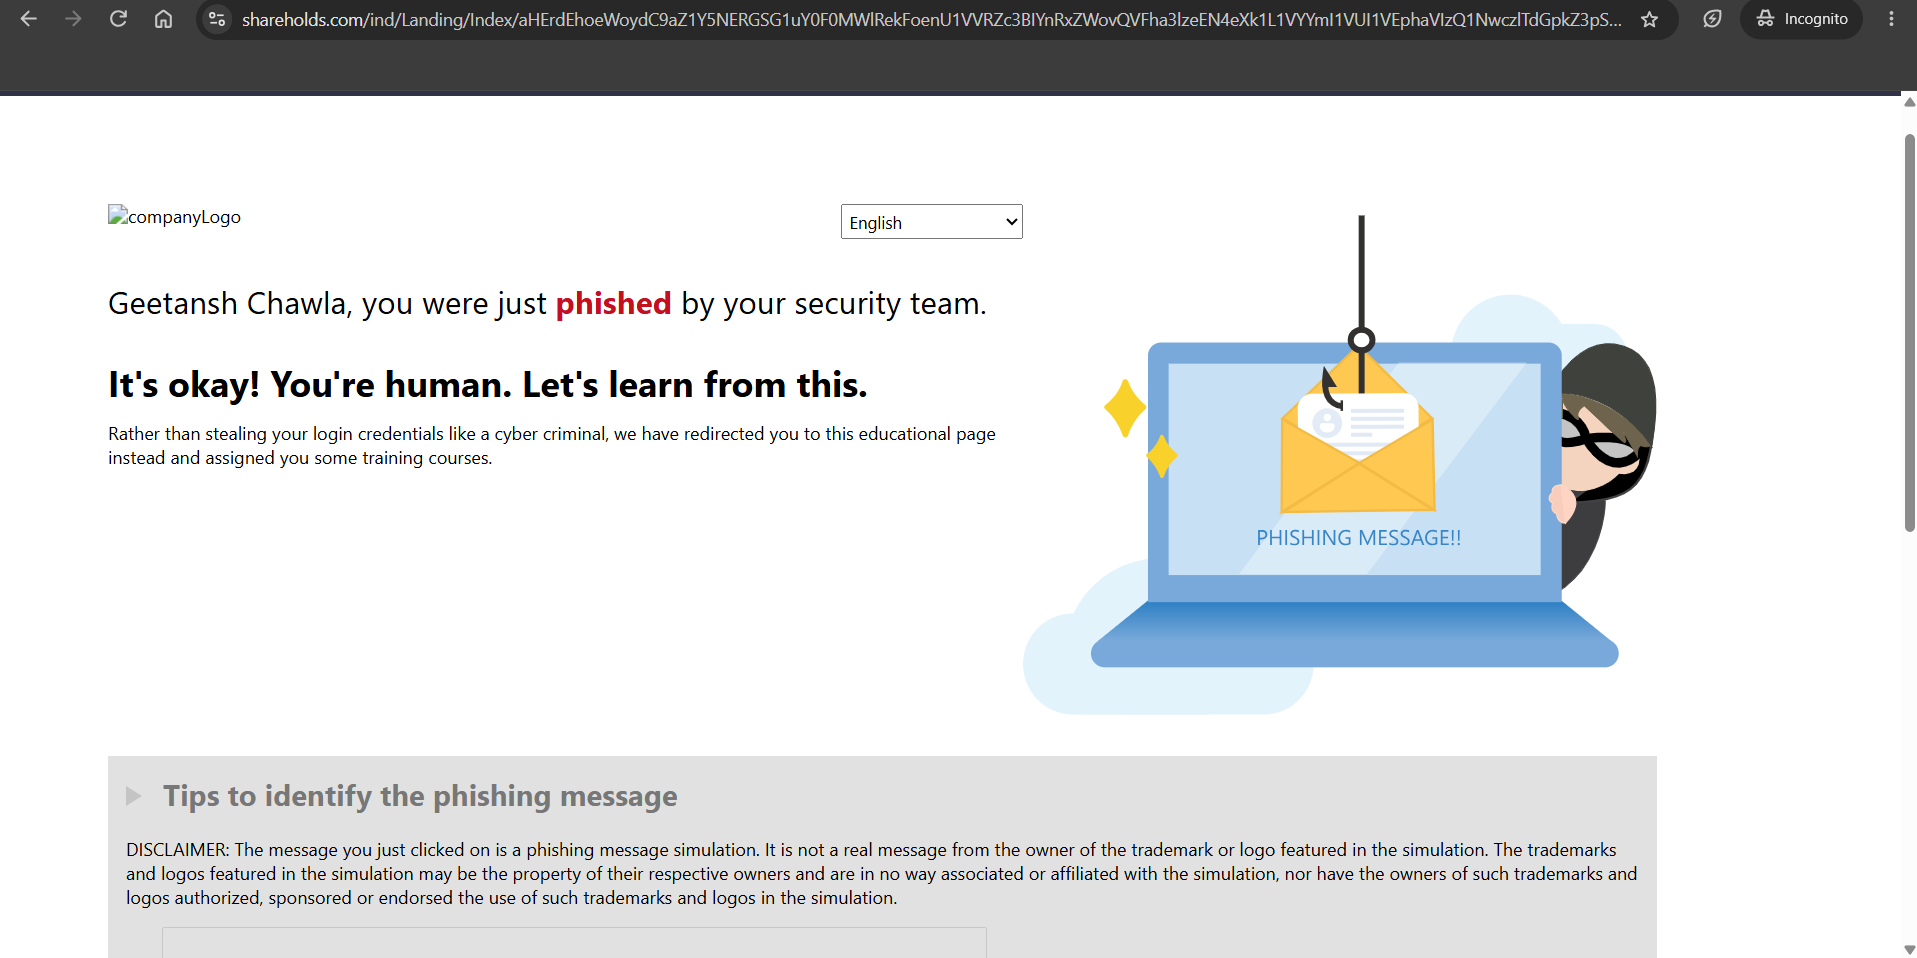 shareholds.com/ind/Landing/Index/aHErdEhoeWoydC9aZ1Y5NERGSG1uY0F0MWlRekFoenU1VVRZc3BIYnRxZWovQVFha3lzeEN4eXk1L1VYYmI1VUI1VEphaVIzQ1NwczlTdGpkZ3pS...
Incognito
companyLogo
English
Geetansh Chawla, you were just phished by your security team.
It's okay! You're human. Let's learn from this.
Rather than stealing your login credentials like a cyber criminal, we have redirected you to this educational page
instead and assigned you some training courses.
PHISHING MESSAGE!!
Tips to identify the phishing message
DISCLAIMER: The message you just clicked on is a phishing message simulation. It is not a real message from the owner of the trademark or logo featured in the simulation. The trademarks
and logos featured in the simulation may be the property of their respective owners and are in no way associated or affiliated with the simulation, nor have the owners of such trademarks and
logos authorized, sponsored or endorsed the use of such trademarks and logos in the simulation.